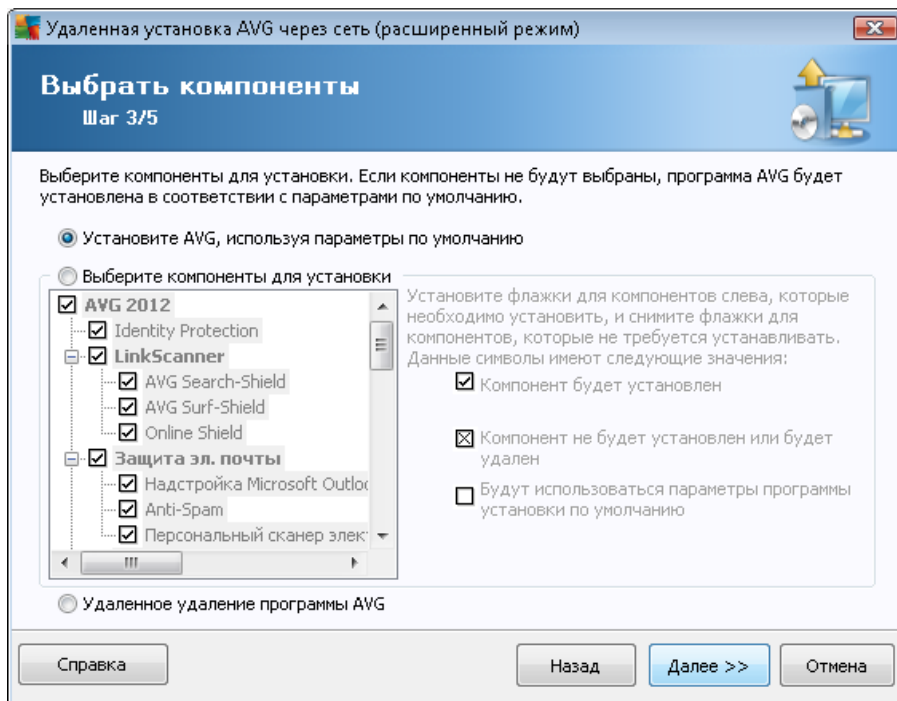 Удаленная установка AVG через сеть (расширенный режим)
Выбрать компоненты
Шаг 3/5
Выберите компоненты для установки. Если компоненты не будут выбраны, программа AVG будет
установлена в соответствии с параметрами по умолчанию.
Установите AVG, используя параметры по умолчанию
Выберите компоненты для установки
AVG 2012
Identity Protection
LinkScanner
AVG Search-Shield
AVG Surf-Shield
Online Shield
Защита эл. почты
Надстройка Microsoft Outloo
Anti-Spam
Персональный сканер элек
Установите флажки для компонентов слева, которые
необходимо установить, и снимите флажки для
компонентов, которые не требуется устанавливать.
Данные символы имеют следующие значения:
Компонент будет установлен
Компонент не будет установлен или будет
удален
Будут использоваться параметры программы
установки по умолчанию
Удаленное удаление программы AVG
Справка
Назад
Далее >>
Отмена